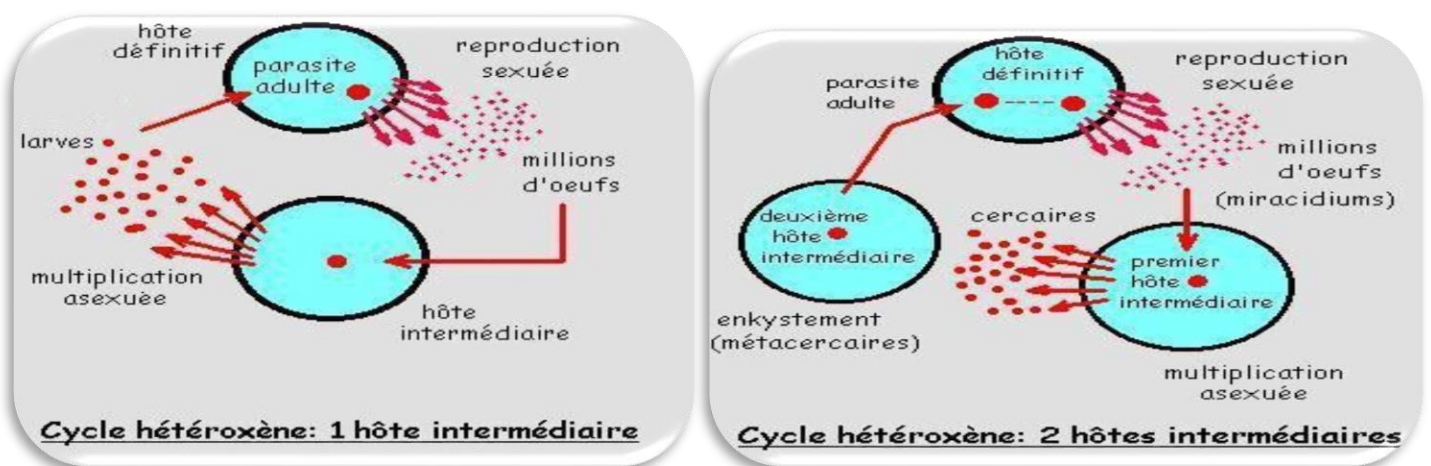 hôte
définitif
parasite
adulte
reproduction
sexuée
larves
millions
d'oeufs
multiplication
asexuée
hôte
intermédiaire
Cycle hétéroxène: 1 hôte intermédiaire
hôte
définitif
parasite
adulte
reproduction
sexuée
millions
d'oeufs
(miracidiums)
deuxième
hôte
intermédiaire
cercaires
premier
hôte
intermédiaire
enkystement
(métacercaires)
multiplication
asexuée
Cycle hétéroxène: 2 hôtes intermédiaires